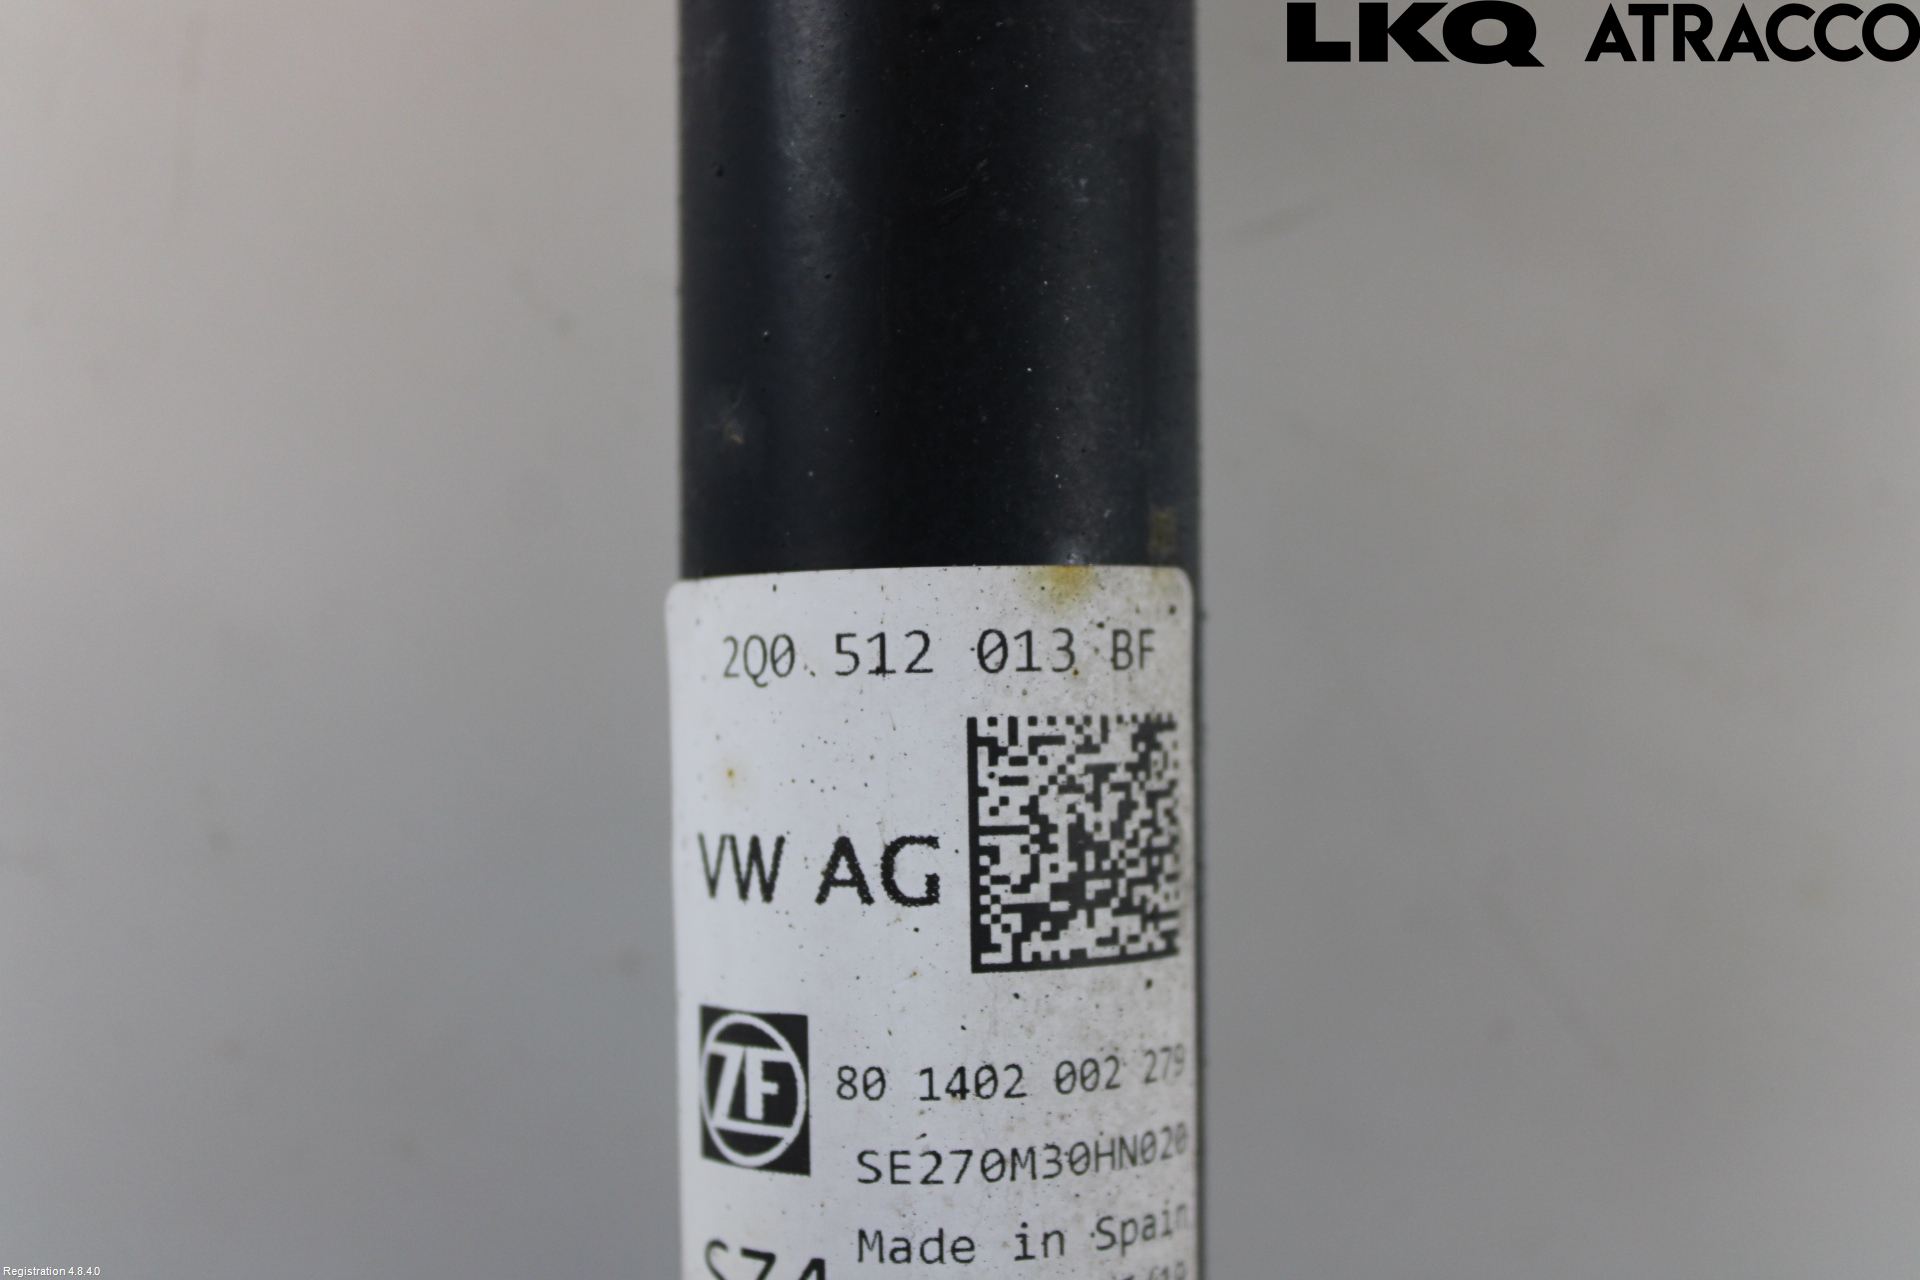 LKQ ATRACCO
2Q0 512 013 BF
VW AG
ZF
80 1402 002 279
SE270M30HN020
Made in Spain
Registration 4.8.4.0